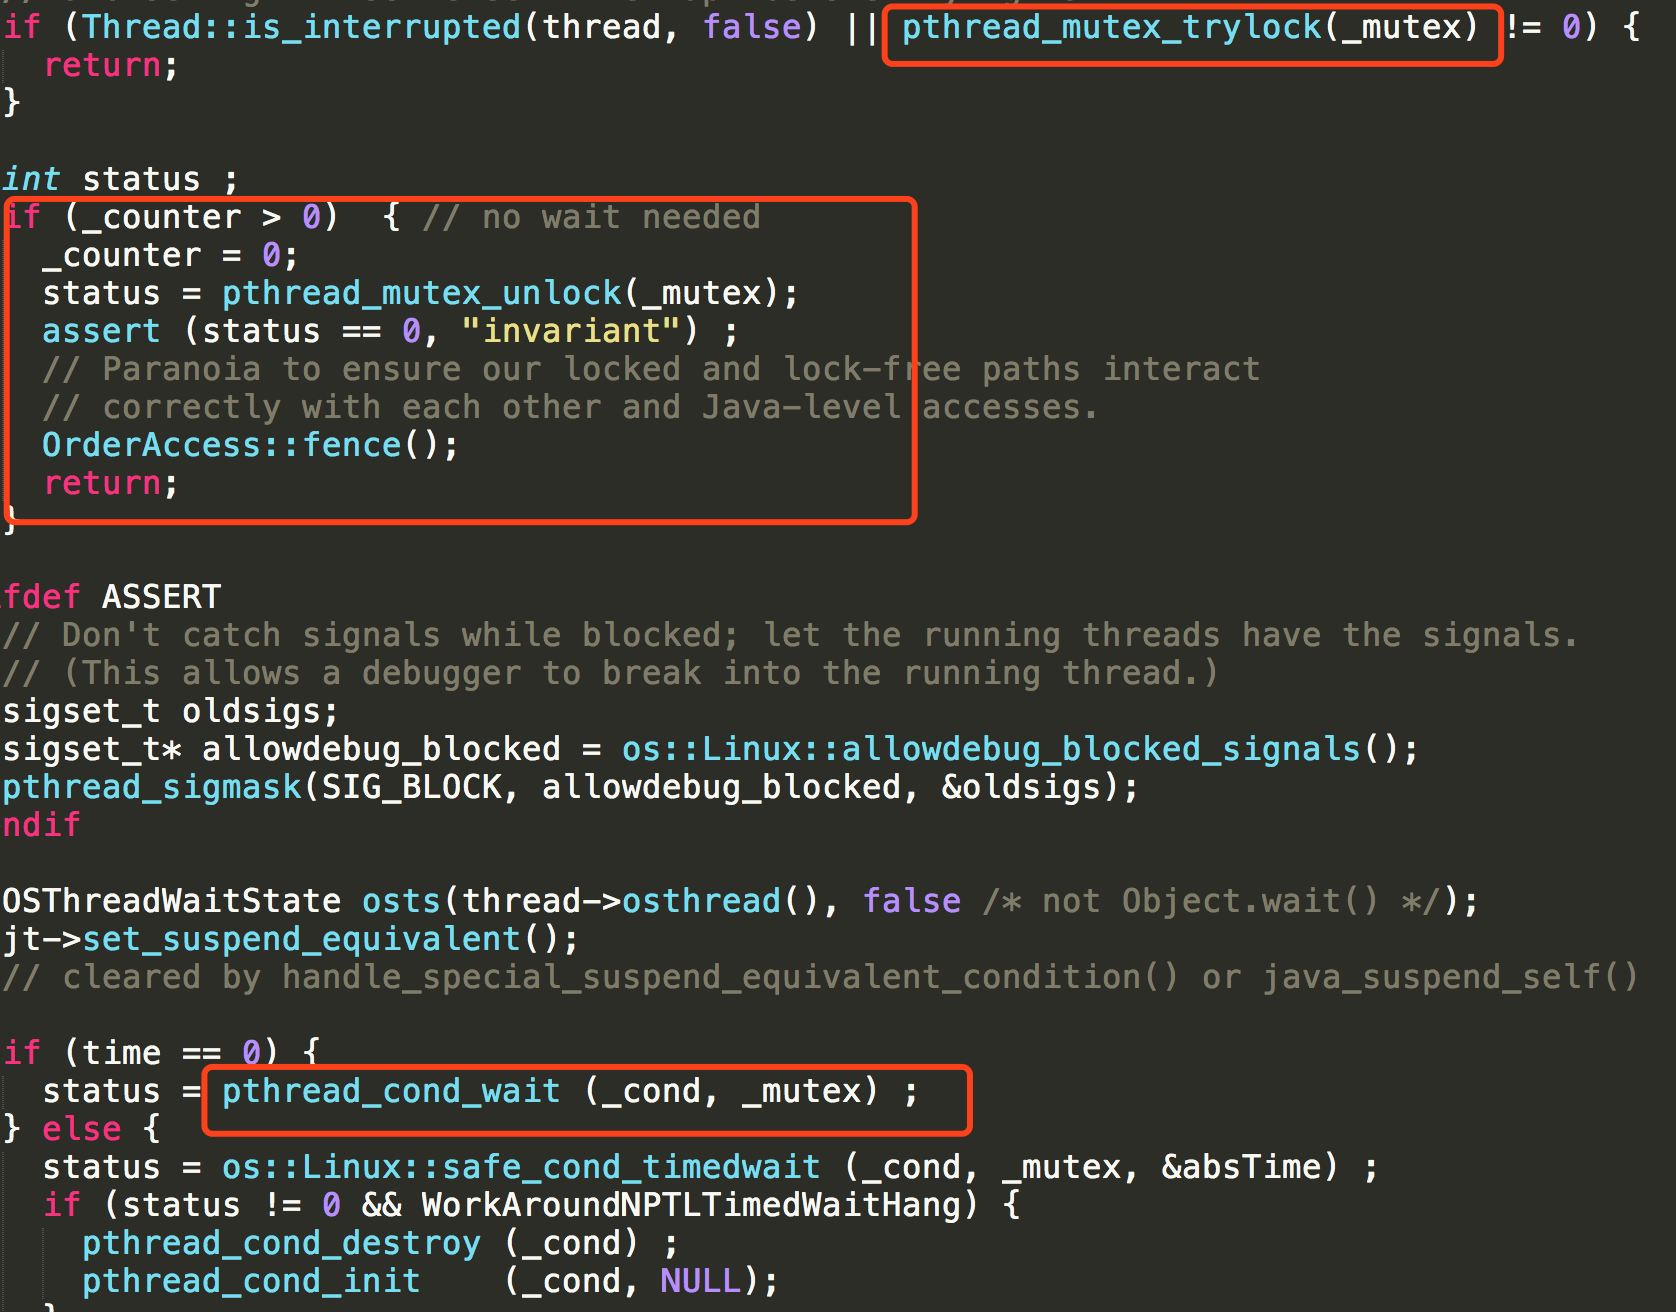 if (Thread::is_interrupted(thread, false) || pthread_mutex_trylock(_mutex) != 0) {
  return;
}

int status ;
if (_counter > 0)  { // no wait needed
  _counter = 0;
  status = pthread_mutex_unlock(_mutex);
  assert (status == 0, "invariant") ;
  // Paranoia to ensure our locked and lock-free paths interact
  // correctly with each other and Java-level accesses.
  OrderAccess::fence();
  return;
}

fdef ASSERT
// Don't catch signals while blocked; let the running threads have the signals.
// (This allows a debugger to break into the running thread.)
sigset_t oldsigs;
sigset_t* allowdebug_blocked = os::Linux::allowdebug_blocked_signals();
pthread_sigmask(SIG_BLOCK, allowdebug_blocked, &oldsigs);
ndif

OSThreadWaitState osts(thread->osthread(), false /* not Object.wait() */);
jt->set_suspend_equivalent();
// cleared by handle_special_suspend_equivalent_condition() or java_suspend_self()

if (time == 0) {
  status = pthread_cond_wait (_cond, _mutex) ;
} else {
  status = os::Linux::safe_cond_timedwait (_cond, _mutex, &absTime) ;
  if (status != 0 && WorkAroundNPTLTimedWaitHang) {
    pthread_cond_destroy (_cond) ;
    pthread_cond_init    (_cond, NULL);
  }